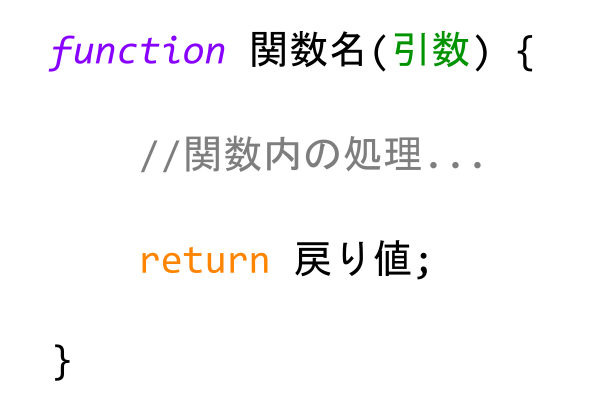 function 関数名(引数) {
//関数内の処理...
return 戻り値;
}